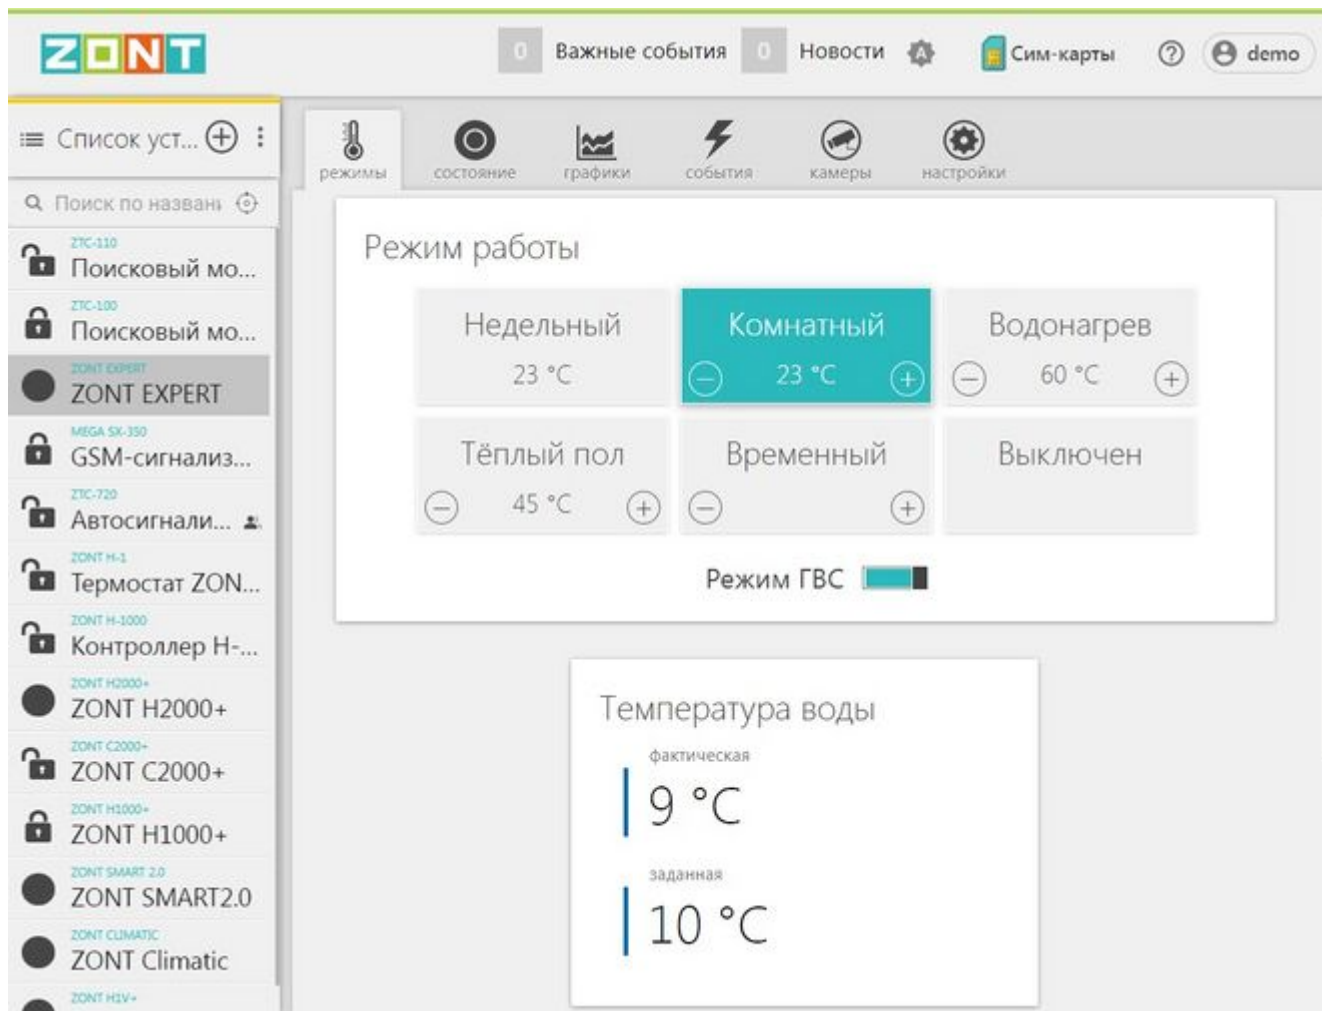 ZONT
0 Важные события 0 Новости A Сим-карты ? demo
Список уст...
Поиск по названи
ZTC-110
Поисковый мо...
ZTC-100
Поисковый мо...
ZONT EXPERT
ZONT EXPERT
MEGA SX-350
GSM-сигнализ...
ZTC-720
Автосигнали...
ZONT H-1
Термостат ZON...
ZONT H-1000
Контроллер H-...
ZONT H2000+
ZONT H2000+
ZONT C2000+
ZONT C2000+
ZONT H1000+
ZONT H1000+
ZONT SMART 2.0
ZONT SMART2.0
ZONT CLIMATIC
ZONT Climatic
ZONT H1V+
режимы состояние графики события камеры настройки
Режим работы
Недельный
23 °C
Комнатный
23 °C
Водонагрев
60 °C
Тёплый пол
45 °C
Временный
Выключен
Режим ГВС
Температура воды
фактическая
9 °C
заданная
10 °C